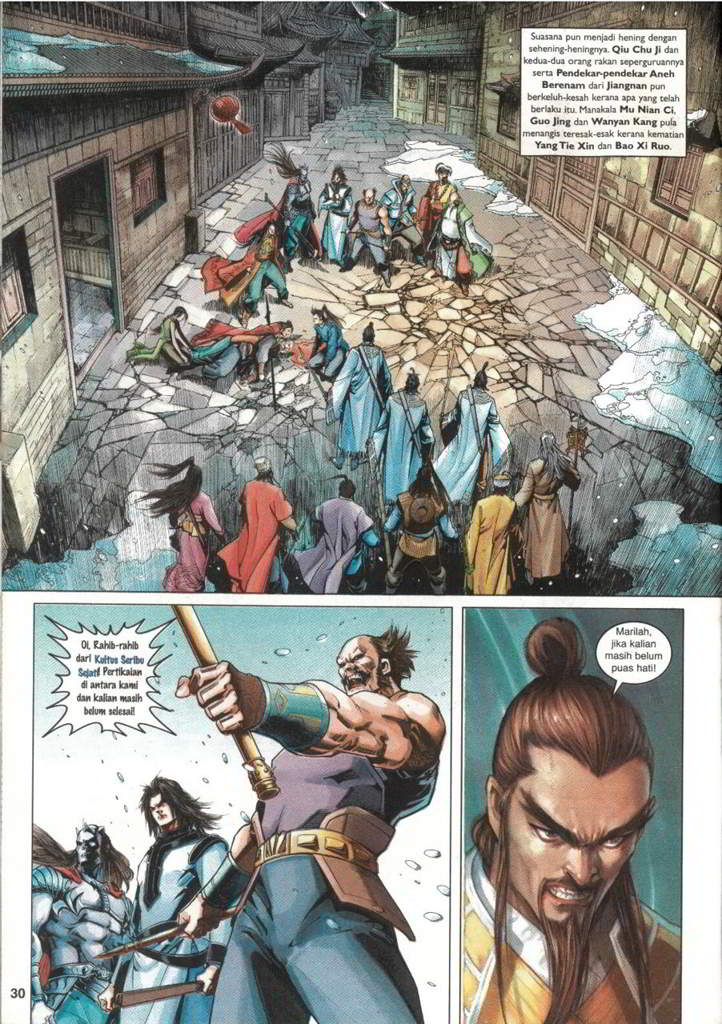 Suasana pun menjadi hening dengan
sehening-heningnya. Qiu Chu Ji dan
kedua-dua orang rakan seperguruannya
serta Pendekar-pendekar Aneh
Berenam dari Jiangnan pun
berkeluh-kesah kerana apa yang telah
berlaku itu. Manakala Mu Nian Ci,
Guo Jing dan Wanyan Kang pula
menangis teresak-esak kerana kematian
Yang Tie Xin dan Bao Xi Ruo.
Oi, Rahib-rahib
dari Kultus Seribu
Sejati! Pertikaian
di antara kami
dan kalian masih
belum selesai!
Marilah,
jika kalian
masih belum
puas hati!
30